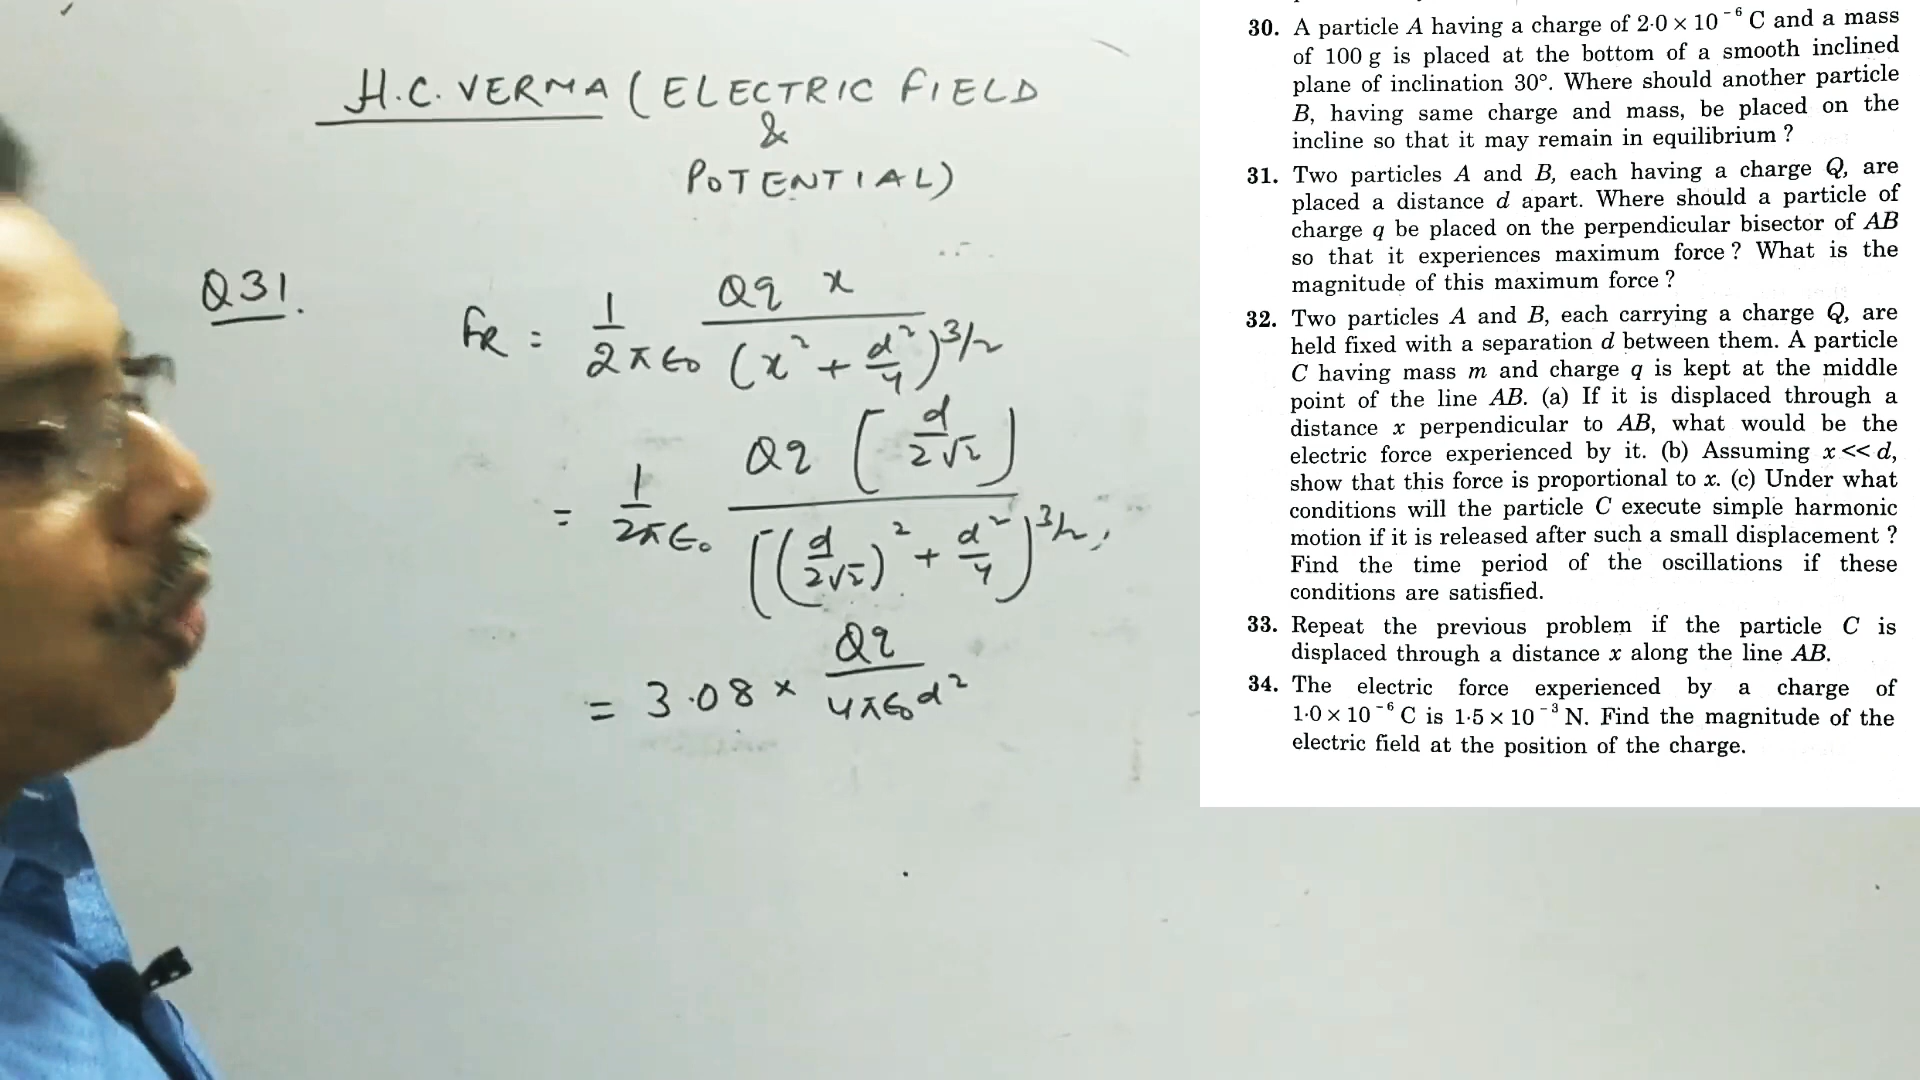 H.C. VERMA (ELECTRIC FIELD
&
POTENTIAL)
Q31.
FR = 1/2πε₀ Qq x/(x² + d²/4)^3/2
= 1/2πε₀ Qq [d/2√2]/[(d/2√2)² + d²/4]^3/2,
= 3.08 × Qq/4πε₀d²
30. A particle A having a charge of 2·0 × 10⁻⁶ C and a mass
of 100 g is placed at the bottom of a smooth inclined
plane of inclination 30°. Where should another particle
B, having same charge and mass, be placed on the
incline so that it may remain in equilibrium ?
31. Two particles A and B, each having a charge Q, are
placed a distance d apart. Where should a particle of
charge q be placed on the perpendicular bisector of AB
so that it experiences maximum force ? What is the
magnitude of this maximum force ?
32. Two particles A and B, each carrying a charge Q, are
held fixed with a separation d between them. A particle
C having mass m and charge q is kept at the middle
point of the line AB. (a) If it is displaced through a
distance x perpendicular to AB, what would be the
electric force experienced by it. (b) Assuming x << d,
show that this force is proportional to x. (c) Under what
conditions will the particle C execute simple harmonic
motion if it is released after such a small displacement ?
Find the time period of the oscillations if these
conditions are satisfied.
33. Repeat the previous problem if the particle C is
displaced through a distance x along the line AB.
34. The electric force experienced by a charge of
1·0 × 10⁻⁶ C is 1·5 × 10⁻³ N. Find the magnitude of the
electric field at the position of the charge.